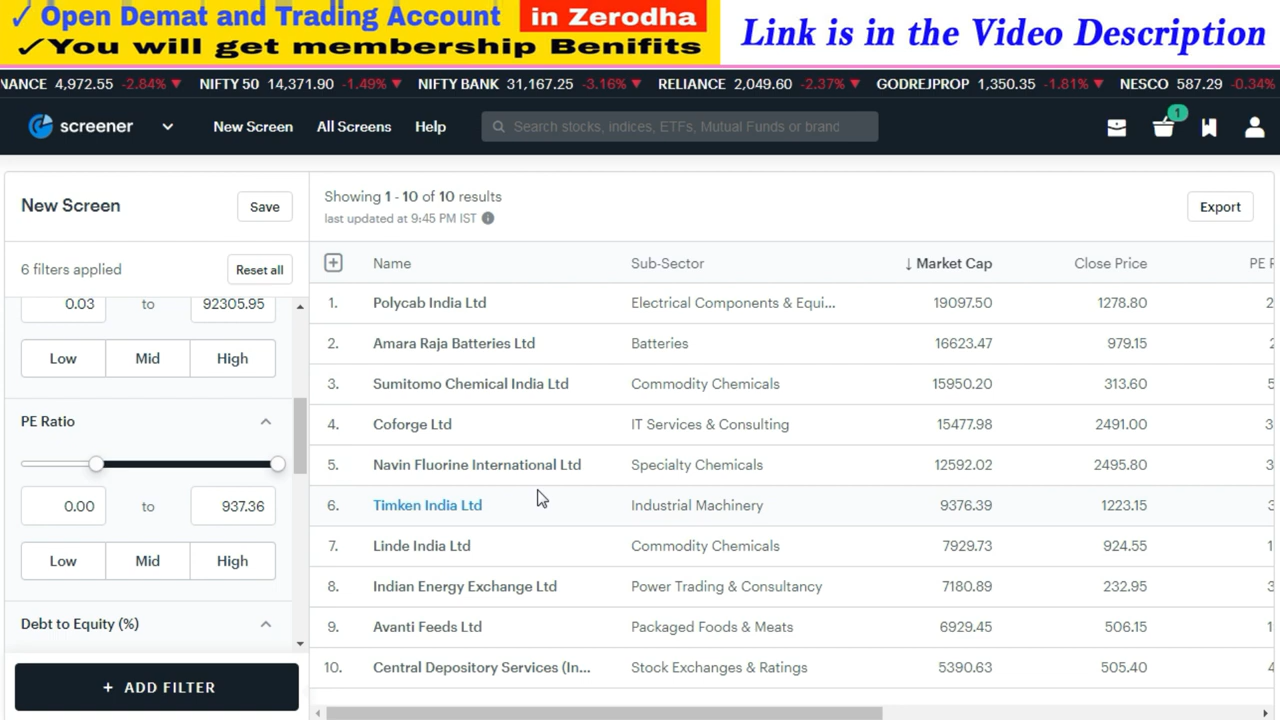 ✓ Open Demat and Trading Account in Zerodha
✓You will get membership Benifits
Link is in the Video Description
NANCE 4,972.55 -2.84% ▼ NIFTY 50 14,371.90 -1.49% ▼ NIFTY BANK 31,167.25 -3.16% ▼ RELIANCE 2,049.60 -2.37% ▼ GODREJPROP 1,350.35 -1.81% ▼ NESCO 587.29 -0.34%
screener New Screen All Screens Help Search stocks, indices, ETFs, Mutual Funds or brand 1
New Screen Save
6 filters applied Reset all
0.03 to 92305.95
Low Mid High
PE Ratio
0.00 to 937.36
Low Mid High
Debt to Equity (%)
+ ADD FILTER
Showing 1 - 10 of 10 results
last updated at 9:45 PM IST
Export
Name Sub-Sector ↓ Market Cap Close Price PE
1. Polycab India Ltd Electrical Components & Equi... 19097.50 1278.80 2
2. Amara Raja Batteries Ltd Batteries 16623.47 979.15
3. Sumitomo Chemical India Ltd Commodity Chemicals 15950.20 313.60 5
4. Coforge Ltd IT Services & Consulting 15477.98 2491.00 3
5. Navin Fluorine International Ltd Specialty Chemicals 12592.02 2495.80 3
6. Timken India Ltd Industrial Machinery 9376.39 1223.15 3
7. Linde India Ltd Commodity Chemicals 7929.73 924.55 1
8. Indian Energy Exchange Ltd Power Trading & Consultancy 7180.89 232.95 3
9. Avanti Feeds Ltd Packaged Foods & Meats 6929.45 506.15 1
10. Central Depository Services (In... Stock Exchanges & Ratings 5390.63 505.40 4